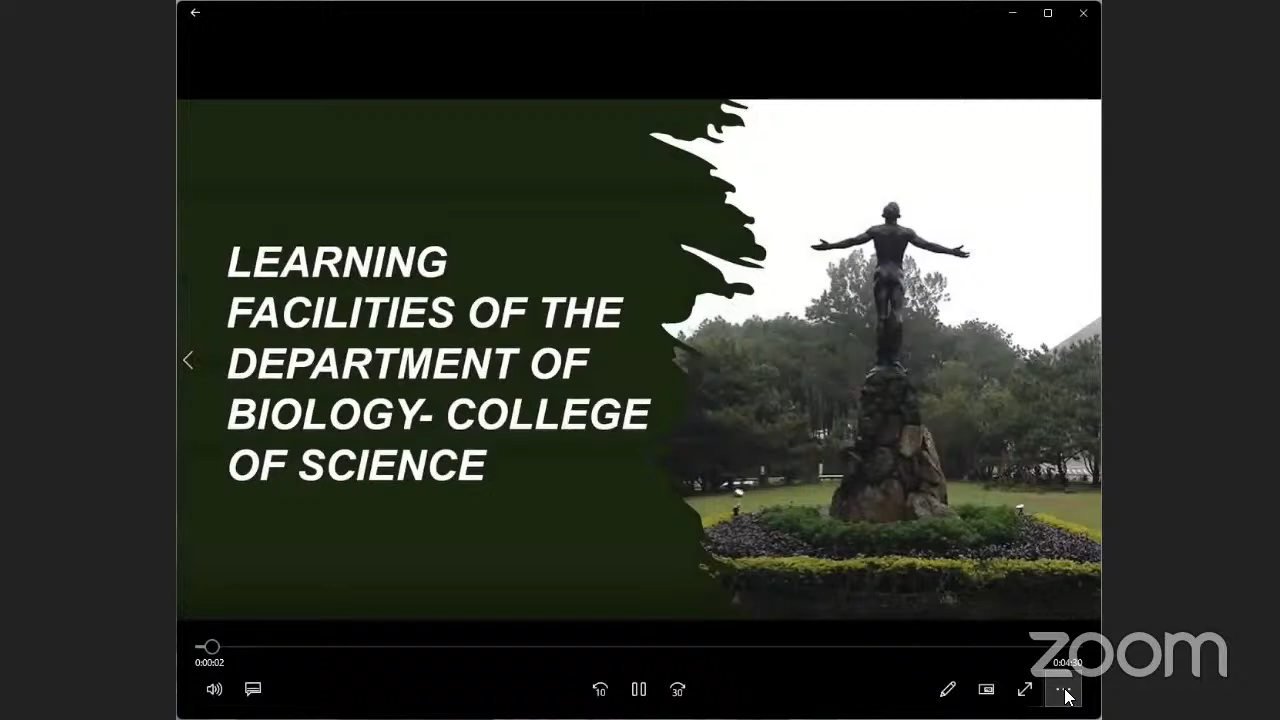 LEARNING
FACILITIES OF THE
DEPARTMENT OF
BIOLOGY- COLLEGE
OF SCIENCE
0:00:02
0:04:30
10
30
zoom